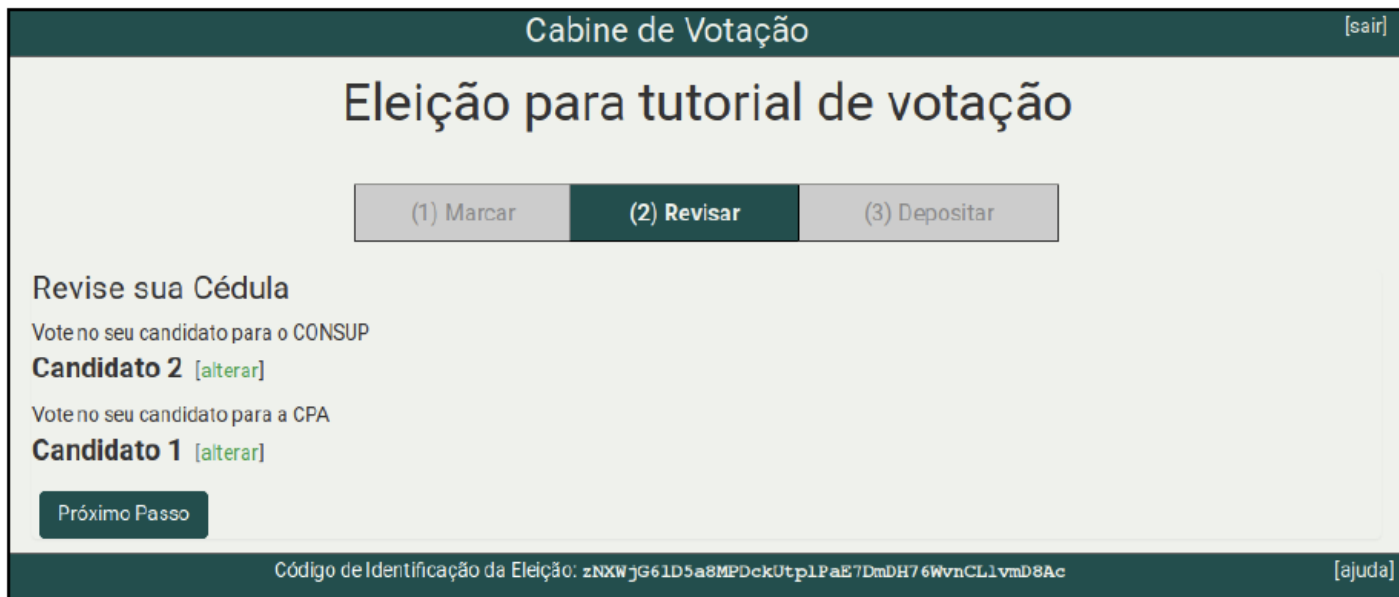 Cabine de Votação
[sair]
Eleição para tutorial de votação
(1) Marcar
(2) Revisar
(3) Depositar
Revise sua Cédula
Vote no seu candidato para o CONSUP
Candidato 2 [alterar]
Vote no seu candidato para a CPA
Candidato 1 [alterar]
Próximo Passo
Código de Identificação da Eleição: zNXWjG61D5a8MPDckUtplPaE7DmDH76WvnCLlvmD8Ac
[ajuda]